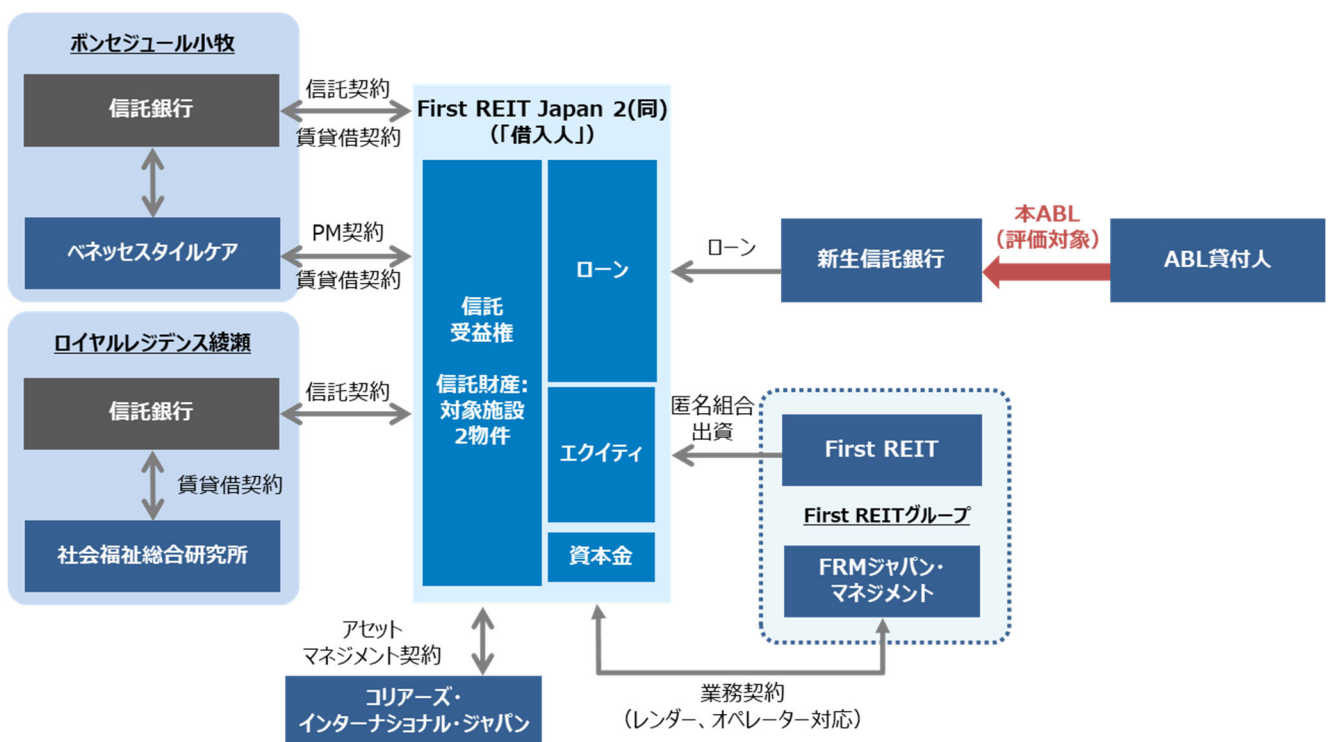 ボンセジュール小牧
信託銀行
ベネッセスタイルケア
信託契約
賃貸借契約
PM契約
賃貸借契約
ロイヤルレジデンス綾瀬
信託銀行
賃貸借契約
社会福祉総合研究所
信託契約
First REIT Japan 2(同)
(「借入人」)
信託
受益権
信託財産:
対象施設
2物件
ローン
エクイティ
資本金
ローン
新生信託銀行
本ABL
(評価対象)
ABL貸付人
匿名組合
出資
First REIT
First REITグループ
FRMジャパン・
マネジメント
アセット
マネジメント契約
コリアーズ・
インターナショナル・ジャパン
業務契約
(レンダー、オペレーター対応)